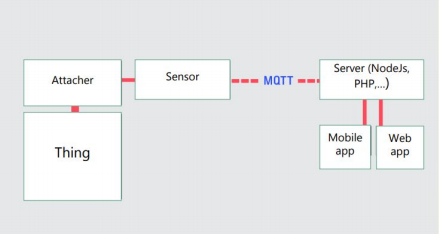 Attacher
Sensor
MQTT
Server (NodeJs,
PHP,...)
Thing
Mobile
app
Web
app